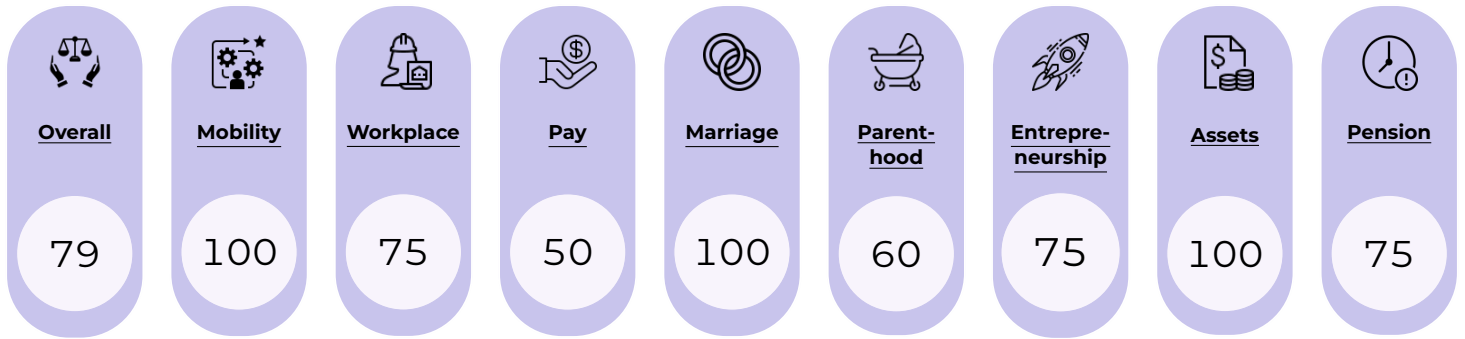 Overall
79
Mobility
100
Workplace
75
Pay
50
Marriage
100
Parent-
hood
60
Entrepre-
neurship
75
$
Assets
100
Pension
75